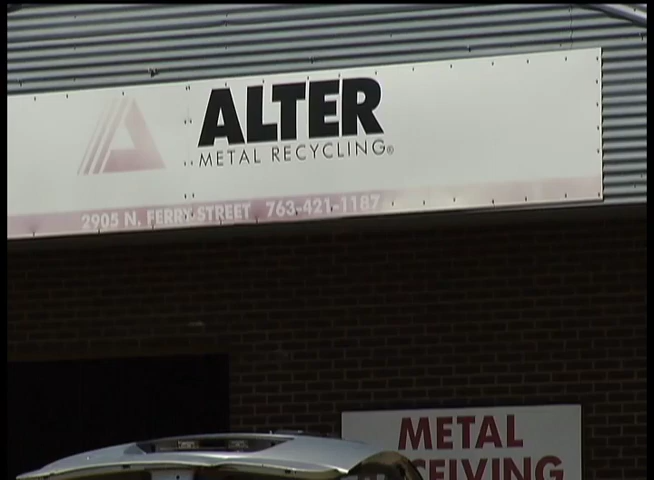 ALTER
METAL RECYCLING®
2905 N. FERRY STREET 763-421-1187
METAL